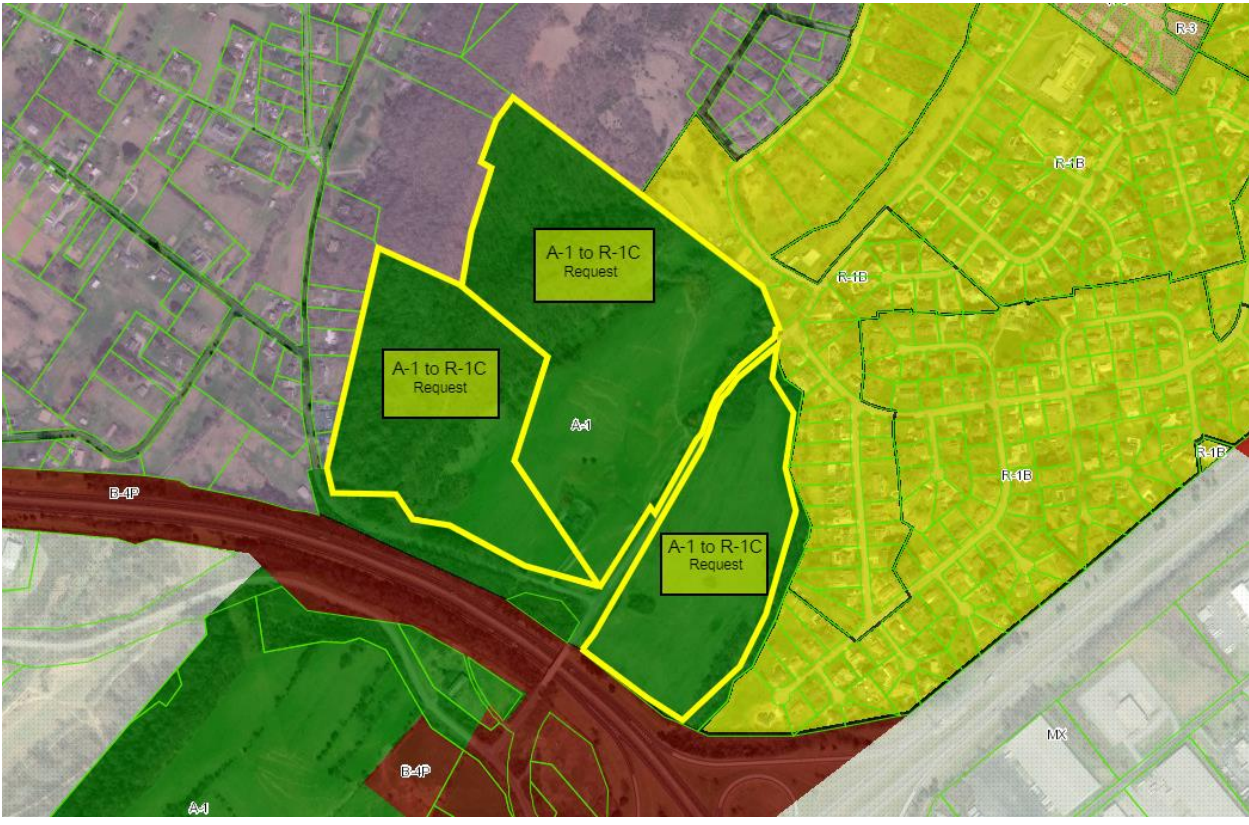 R-3
R-1B
A-1 to R-1C
Request
R-1B
A-1 to R-1C
Request
A-1
R-1B
R-1B
B-4P
A-1 to R-1C
Request
MX
B-4P
A-1